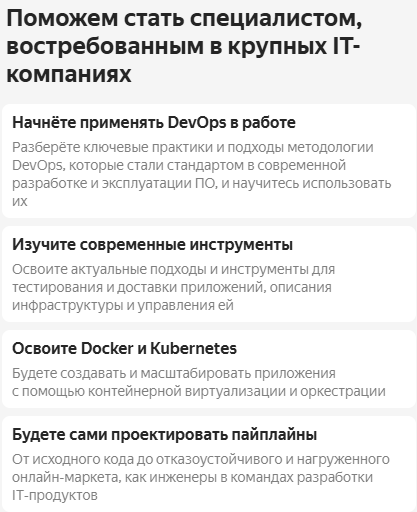 Поможем стать специалистом,
востребованным в крупных IT-
компаниях
Начнёте применять DevOps в работе
Разберёте ключевые практики и подходы методологии
DevOps, которые стали стандартом в современной
разработке и эксплуатации ПО, и научитесь использовать
их
Изучите современные инструменты
Освоите актуальные подходы и инструменты для
тестирования и доставки приложений, описания
инфраструктуры и управления ей
Освоите Docker и Kubernetes
Будете создавать и масштабировать приложения
с помощью контейнерной виртуализации и оркестрации
Будете сами проектировать пайплайны
От исходного кода до отказоустойчивого и нагруженного
онлайн-маркета, как инженеры в командах разработки
IT-продуктов